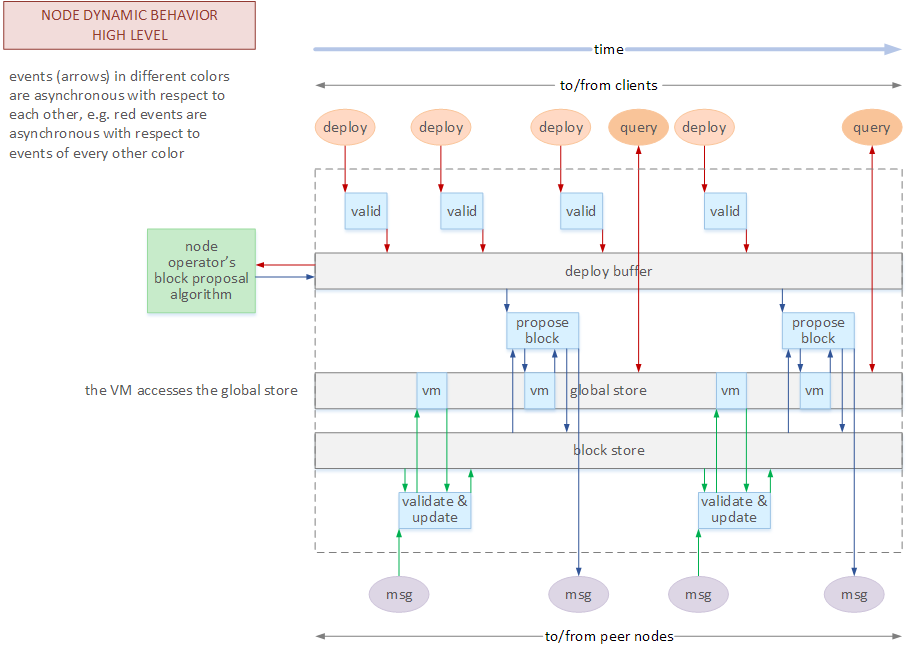 NODE DYNAMIC BEHAVIOR
HIGH LEVEL
events (arrows) in different colors
are asynchronous with respect to
each other, e.g. red events are
asynchronous with respect to
events of every other color
time
to/from clients
deploy
deploy
deploy
query
deploy
query
valid
valid
valid
valid
node
operator's
block proposal
algorithm
deploy buffer
propose
block
propose
block
the VM accesses the global store
vm
vm
global store
vm
vm
block store
validate &
update
validate &
update
msg
msg
msg
msg
to/from peer nodes